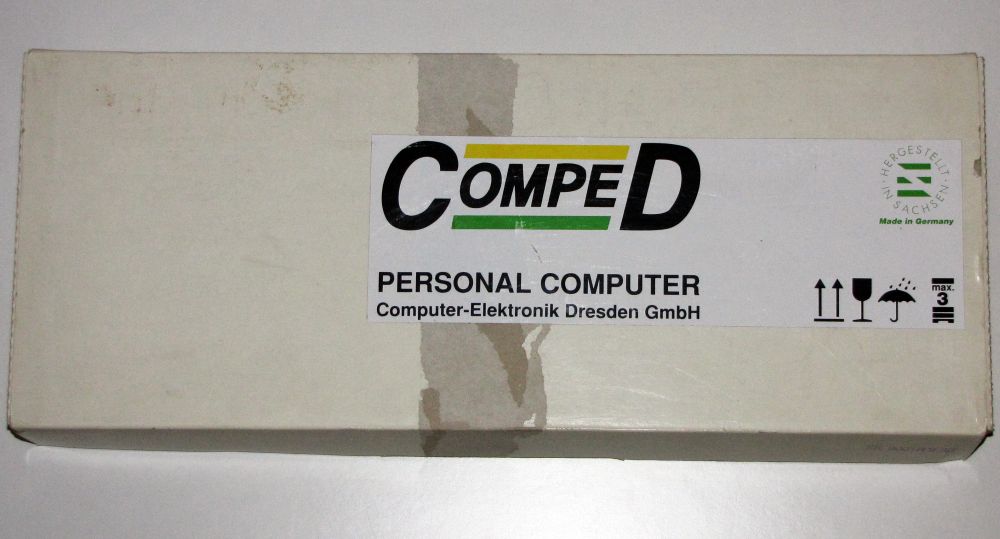 COMPED
PERSONAL COMPUTER
Computer-Elektronik Dresden GmbH
· HERGESTELLT ·
IN SACHSEN
Made in Germany
max.
3